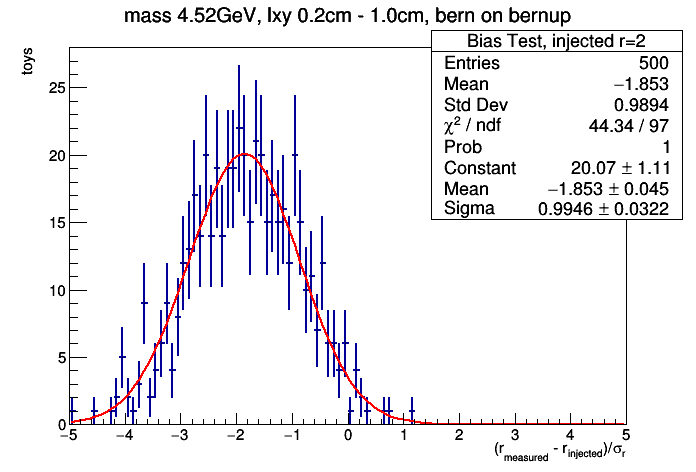 mass 4.52GeV, lxy 0.2cm - 1.0cm, bern on bernup
Bias Test, injected r=2
Entries 500
Mean −1.853
Std Dev 0.9894
χ² / ndf 44.34 / 97
Prob 1
Constant 20.07 ± 1.11
Mean −1.853 ± 0.045
Sigma 0.9946 ± 0.0322
toys
25
20
15
10
5
0
−5 −4 −3 −2 −1 0 1 2 3 4 5
(r_measured - r_injected)/σ_r